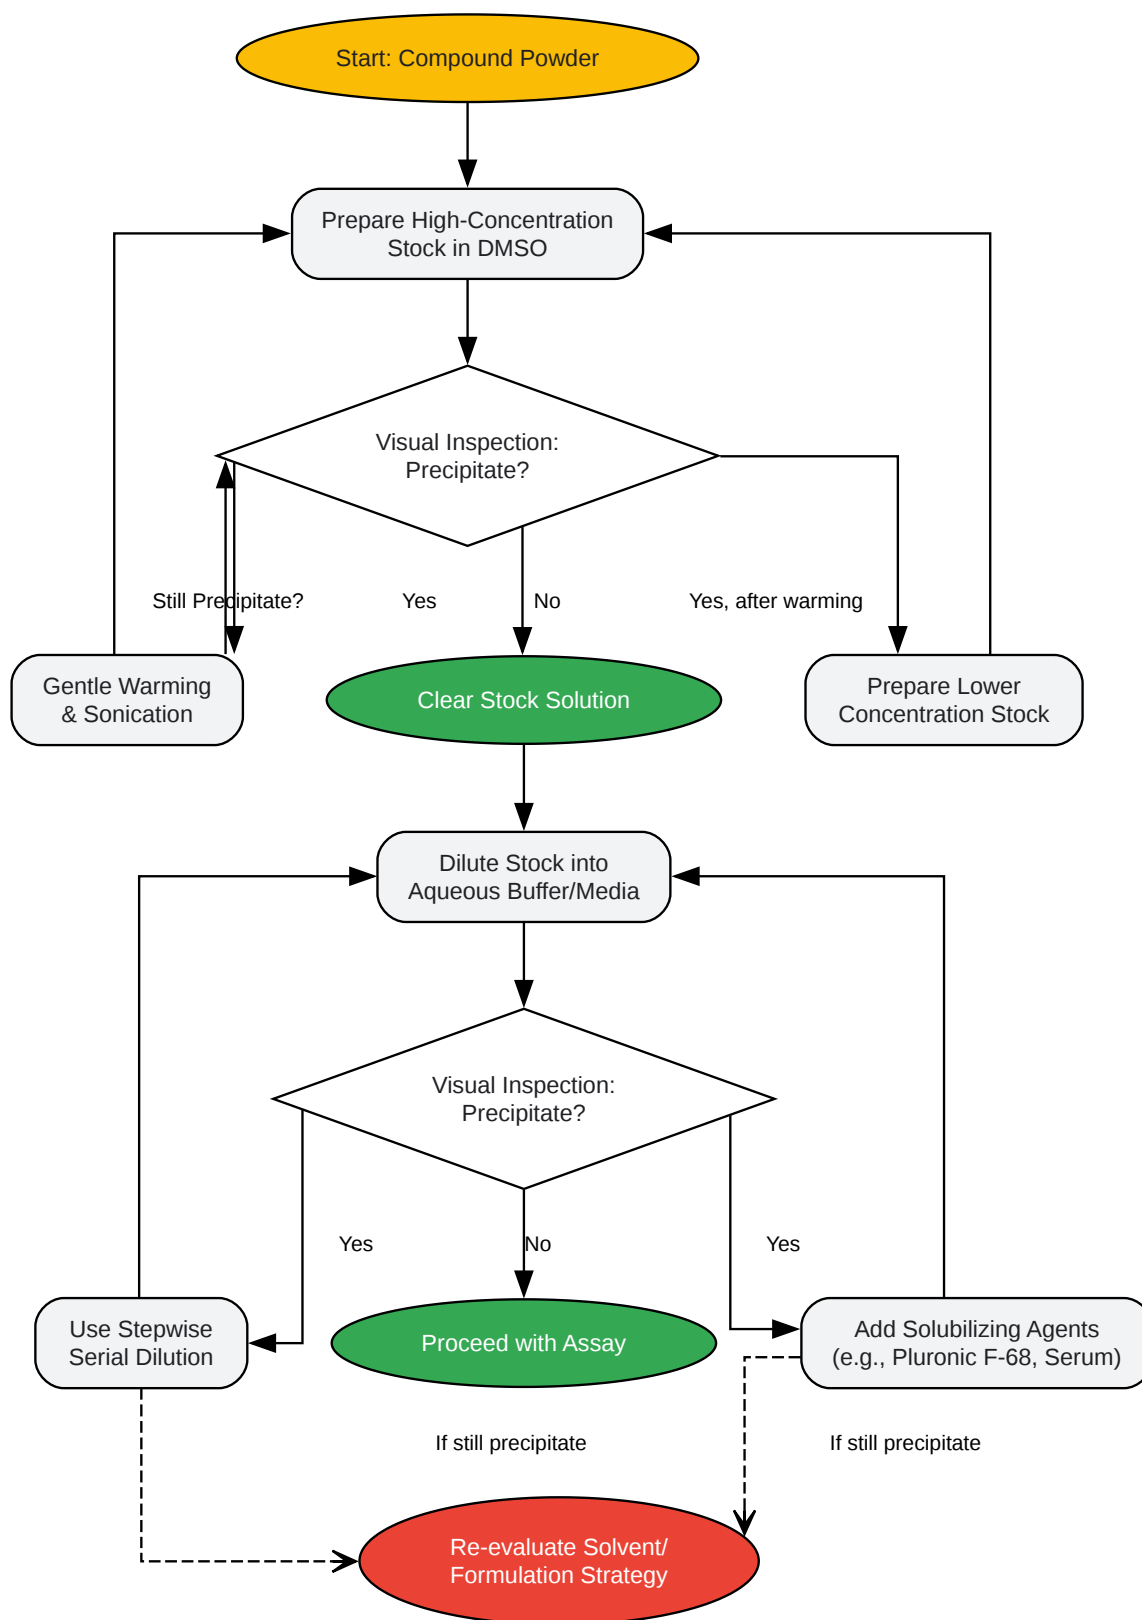 Start: Compound Powder
Prepare High-Concentration
Stock in DMSO
Visual Inspection:
Precipitate?
Still Precipitate?
Yes
No
Yes, after warming
Gentle Warming
& Sonication
Clear Stock Solution
Prepare Lower
Concentration Stock
Dilute Stock into
Aqueous Buffer/Media
Visual Inspection:
Precipitate?
Yes
No
Yes
Use Stepwise
Serial Dilution
Proceed with Assay
Add Solubilizing Agents
(e.g., Pluronic F-68, Serum)
If still precipitate
If still precipitate
Re-evaluate Solvent/
Formulation Strategy